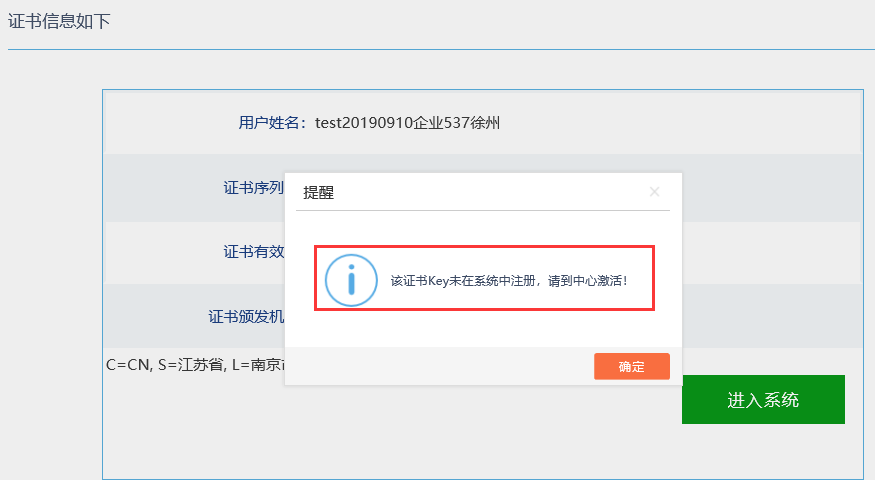 证书信息如下
用户姓名：test20190910企业537徐州
证书序列
提醒
证书有效
该证书Key未在系统中注册，请到中心激活！
证书颁发机
C=CN, S=江苏省, L=南京
确定
进入系统